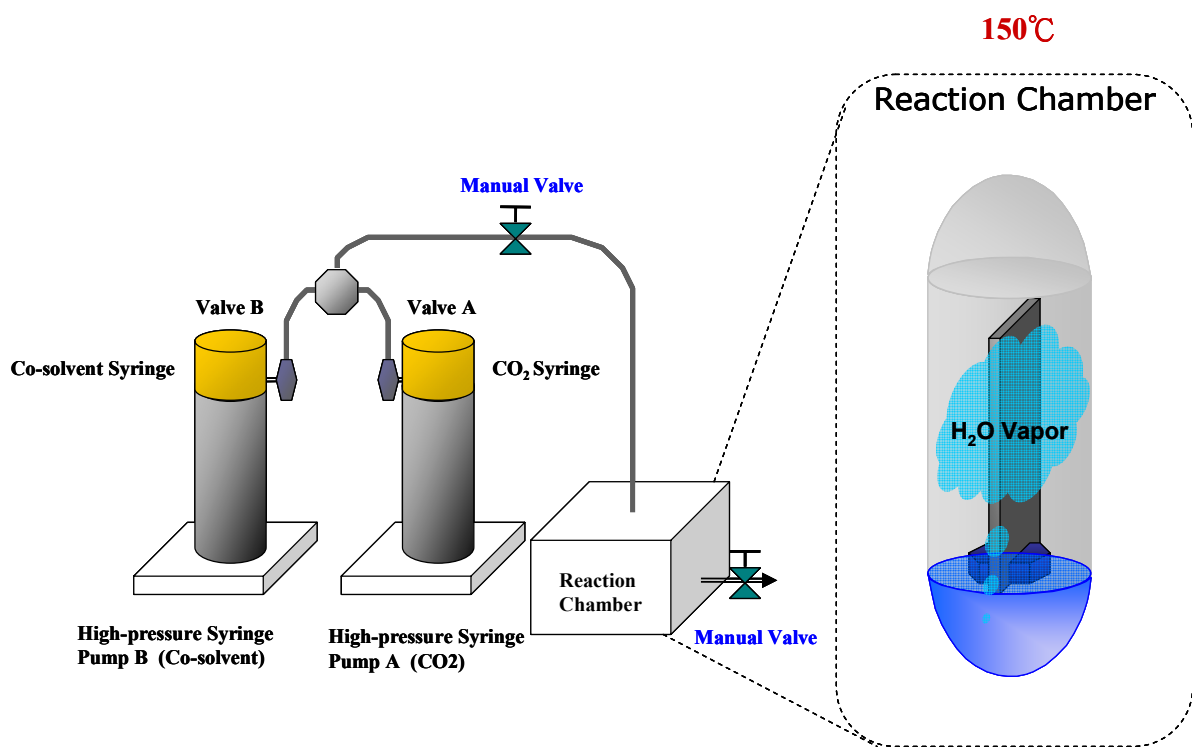 150℃
Reaction Chamber
Manual Valve
Valve B
Valve A
Co-solvent Syringe
CO₂ Syringe
H₂O Vapor
Reaction
Chamber
Manual Valve
High-pressure Syringe
Pump B (Co-solvent)
High-pressure Syringe
Pump A (CO2)